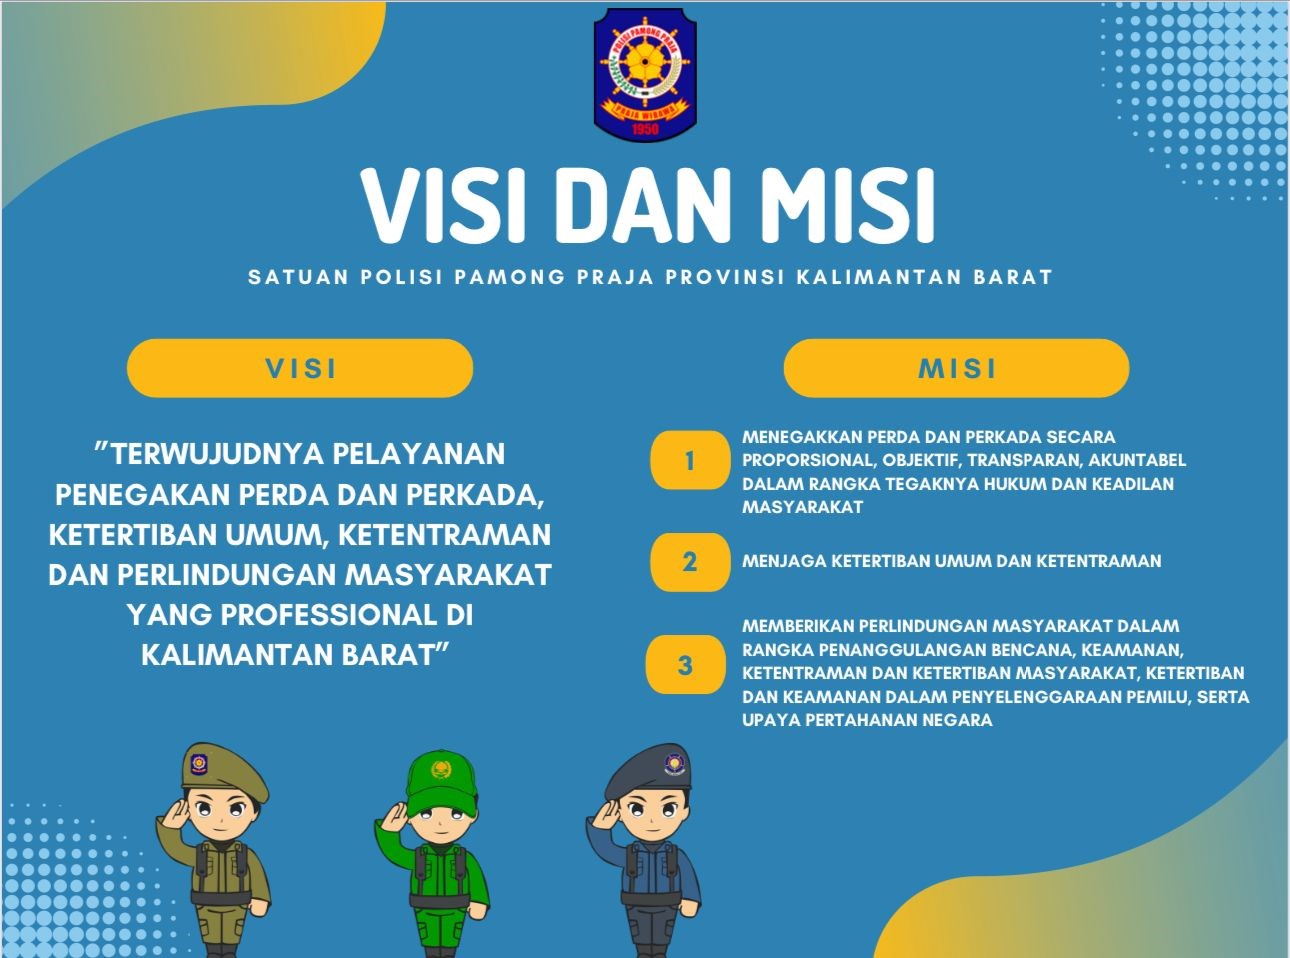 POLISI PAMONG PRAJA
PRAJA WIBAWA
1950
VISI DAN MISI
SATUAN POLISI PAMONG PRAJA PROVINSI KALIMANTAN BARAT
VISI
"TERWUJUDNYA PELAYANAN
PENEGAKAN PERDA DAN PERKADA,
KETERTIBAN UMUM, KETENTRAMAN
DAN PERLINDUNGAN MASYARAKAT
YANG PROFESSIONAL DI
KALIMANTAN BARAT"
MISI
1
MENEGAKKAN PERDA DAN PERKADA SECARA
PROPORSIONAL, OBJEKTIF, TRANSPARAN, AKUNTABEL
DALAM RANGKA TEGAKNYA HUKUM DAN KEADILAN
MASYARAKAT
2
MENJAGA KETERTIBAN UMUM DAN KETENTRAMAN
3
MEMBERIKAN PERLINDUNGAN MASYARAKAT DALAM
RANGKA PENANGGULANGAN BENCANA, KEAMANAN,
KETENTRAMAN DAN KETERTIBAN MASYARAKAT, KETERTIBAN
DAN KEAMANAN DALAM PENYELENGGARAAN PEMILU, SERTA
UPAYA PERTAHANAN NEGARA